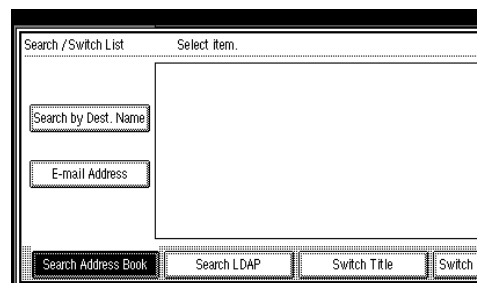 Search / Switch List Select item.
Search by Dest. Name
E-mail Address
Search Address Book Search LDAP Switch Title Switch